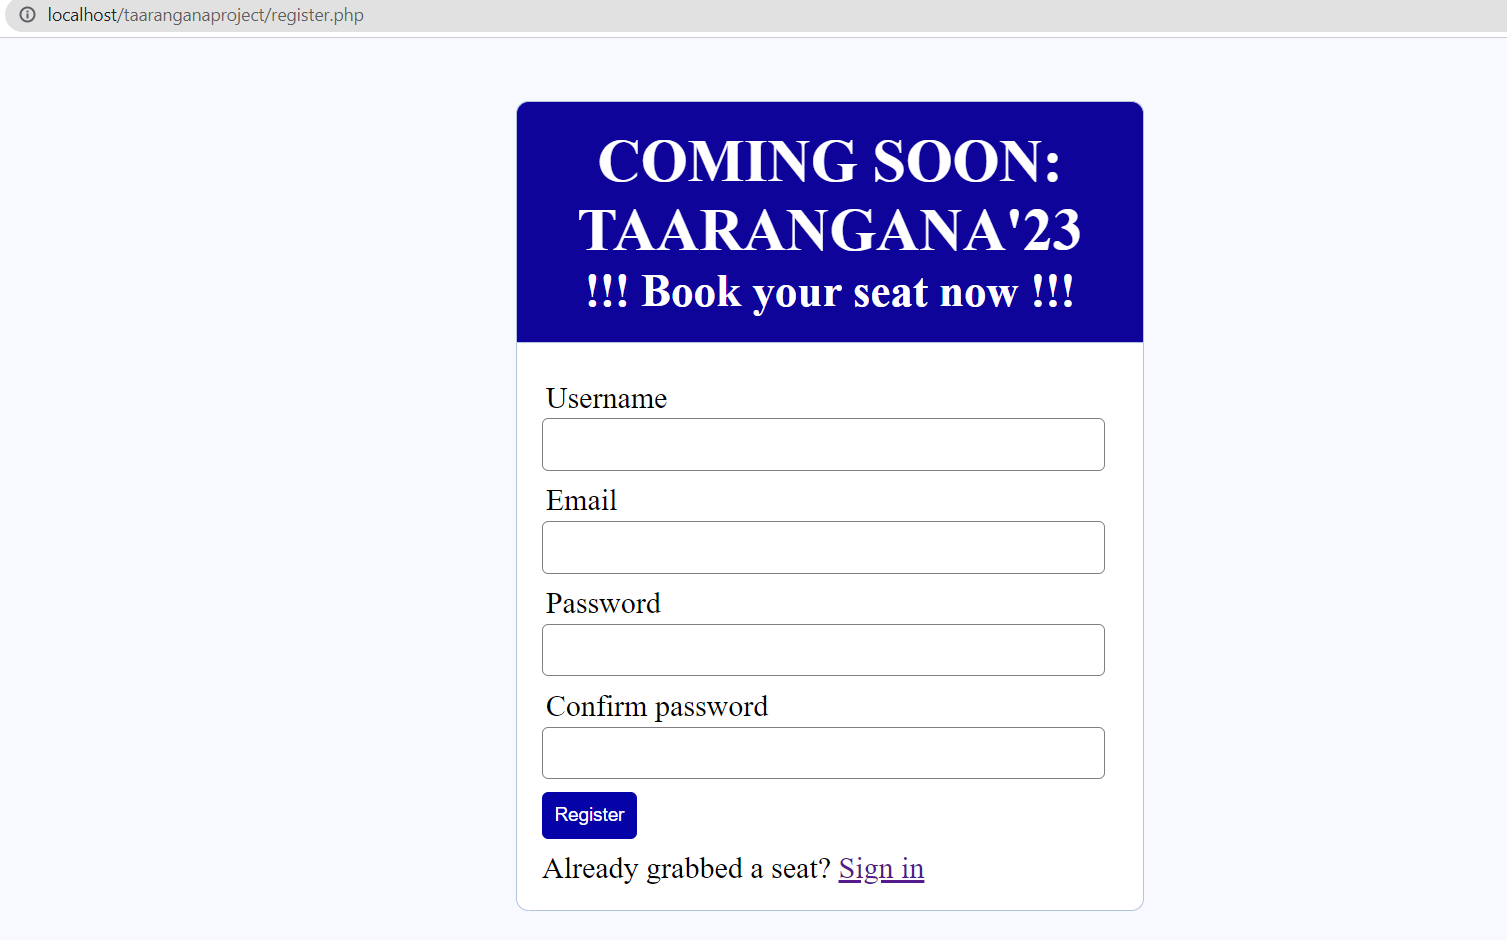 localhost/taaranganaproject/register.php
COMING SOON:
TAARANGANA'23
!!! Book your seat now !!!
Username
Email
Password
Confirm password
Register
Already grabbed a seat? Sign in